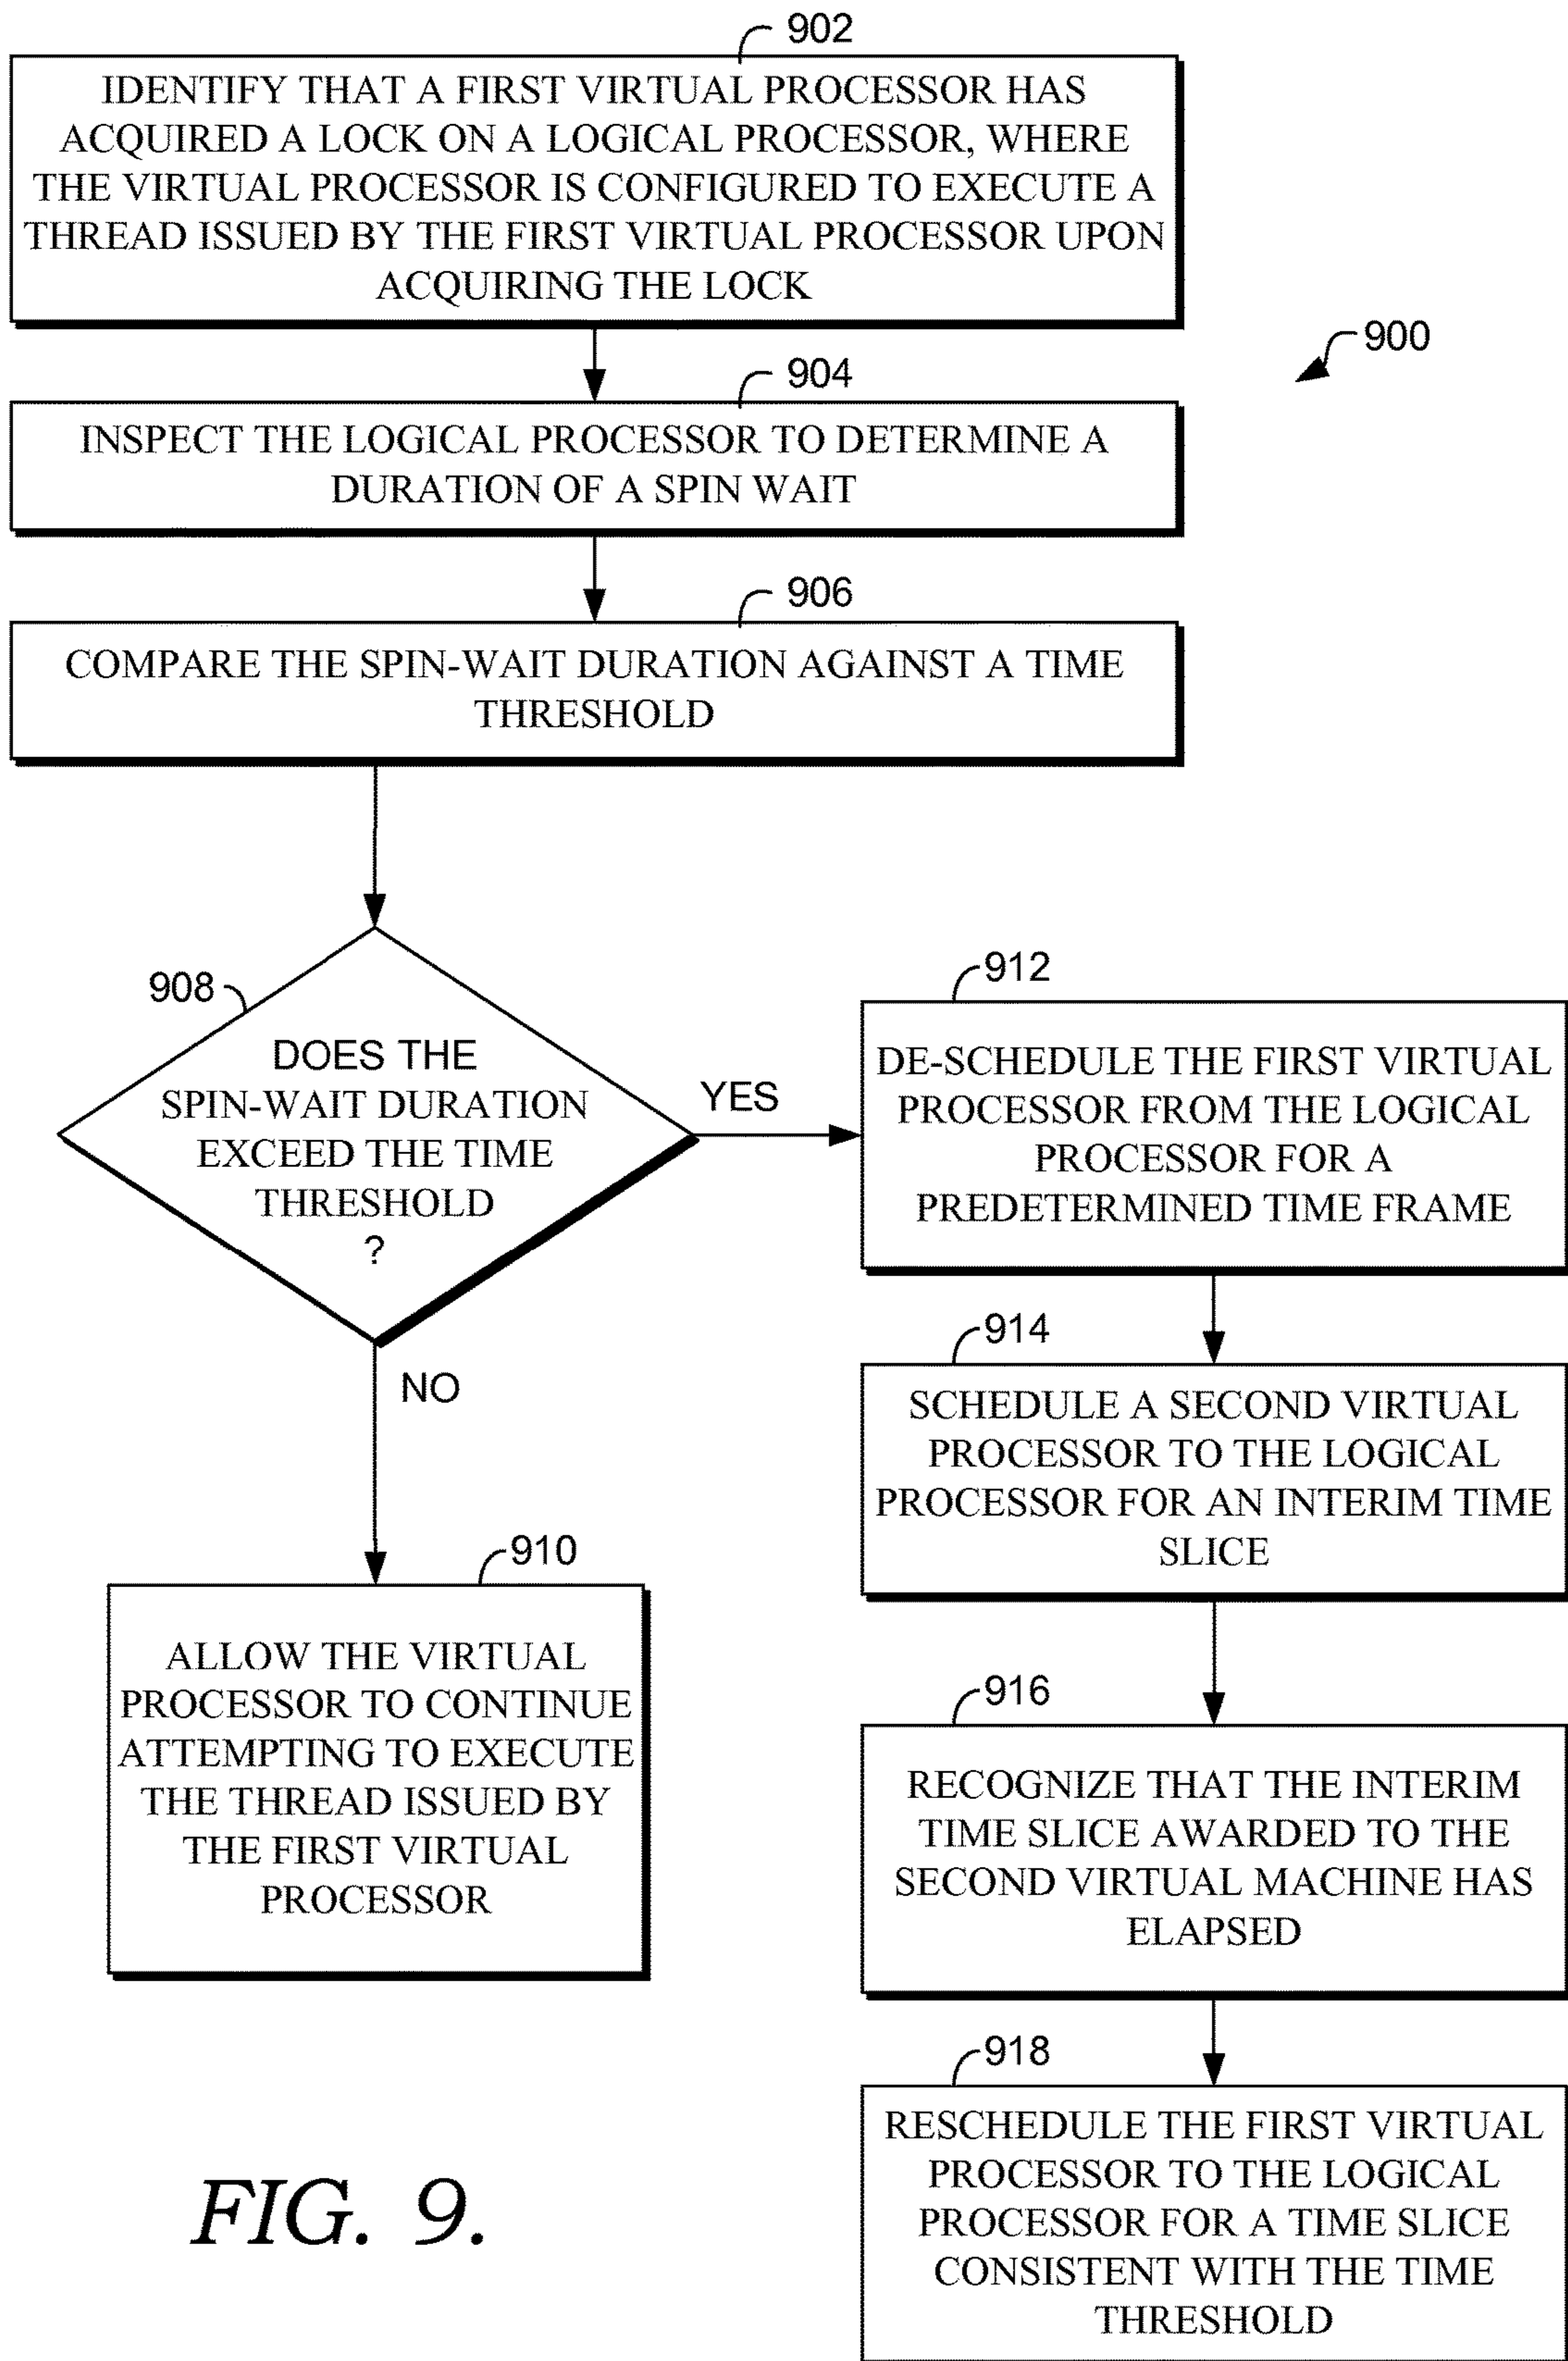 902
IDENTIFY THAT A FIRST VIRTUAL PROCESSOR HAS
ACQUIRED A LOCK ON A LOGICAL PROCESSOR, WHERE
THE VIRTUAL PROCESSOR IS CONFIGURED TO EXECUTE A
THREAD ISSUED BY THE FIRST VIRTUAL PROCESSOR UPON
ACQUIRING THE LOCK
900
904
INSPECT THE LOGICAL PROCESSOR TO DETERMINE A
DURATION OF A SPIN WAIT
906
COMPARE THE SPIN-WAIT DURATION AGAINST A TIME
THRESHOLD
908
DOES THE
SPIN-WAIT DURATION
EXCEED THE TIME
THRESHOLD
?
YES
NO
910
ALLOW THE VIRTUAL
PROCESSOR TO CONTINUE
ATTEMPTING TO EXECUTE
THE THREAD ISSUED BY
THE FIRST VIRTUAL
PROCESSOR
912
DE-SCHEDULE THE FIRST VIRTUAL
PROCESSOR FROM THE LOGICAL
PROCESSOR FOR A
PREDETERMINED TIME FRAME
914
SCHEDULE A SECOND VIRTUAL
PROCESSOR TO THE LOGICAL
PROCESSOR FOR AN INTERIM TIME
SLICE
916
RECOGNIZE THAT THE INTERIM
TIME SLICE AWARDED TO THE
SECOND VIRTUAL MACHINE HAS
ELAPSED
918
RESCHEDULE THE FIRST VIRTUAL
PROCESSOR TO THE LOGICAL
PROCESSOR FOR A TIME SLICE
CONSISTENT WITH THE TIME
THRESHOLD
FIG. 9.